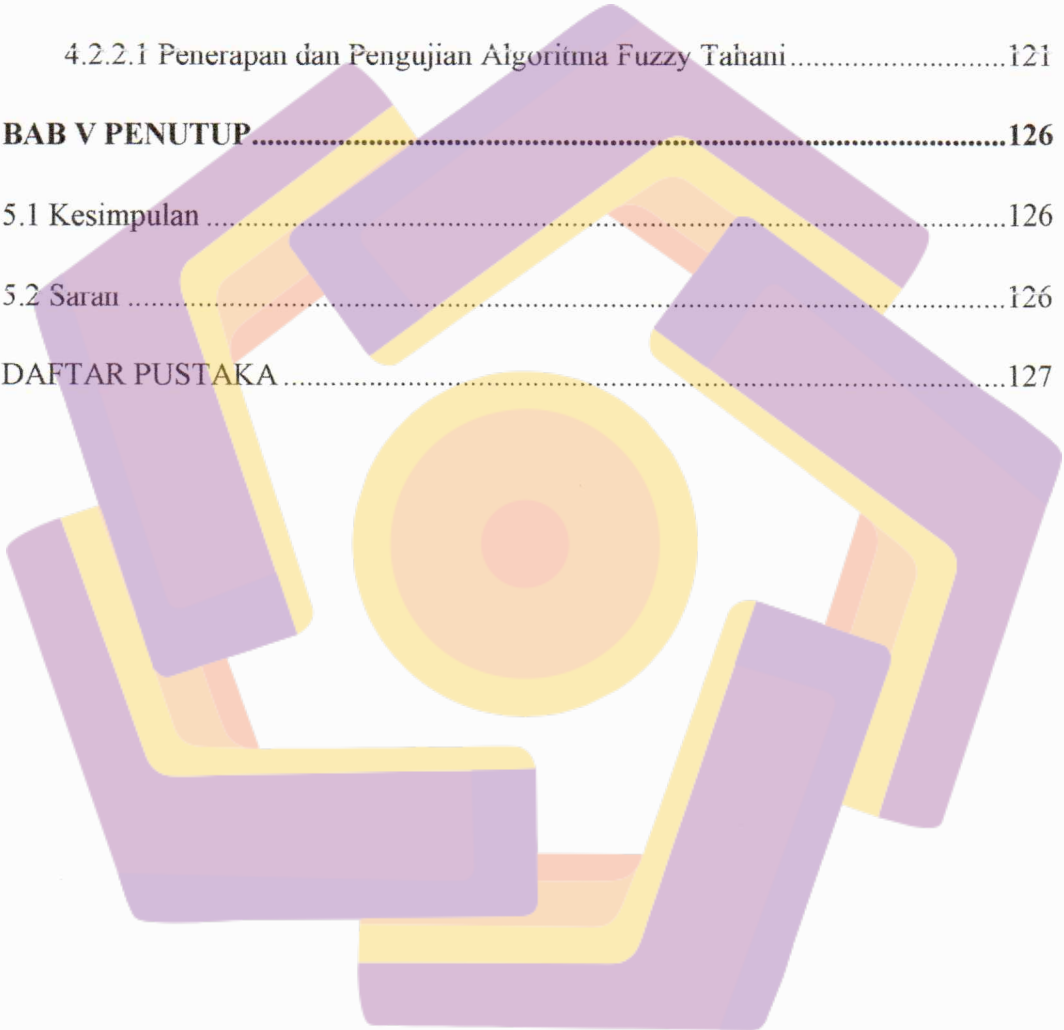 4.2.2.1 Penerapan dan Pengujian Algoritma Fuzzy Tahani............................121
BAB V PENUTUP....................................................................................................126
5.1 Kesimpulan .........................................................................................................126
5.2 Saran ...................................................................................................................126
DAFTAR PUSTAKA ...............................................................................................127